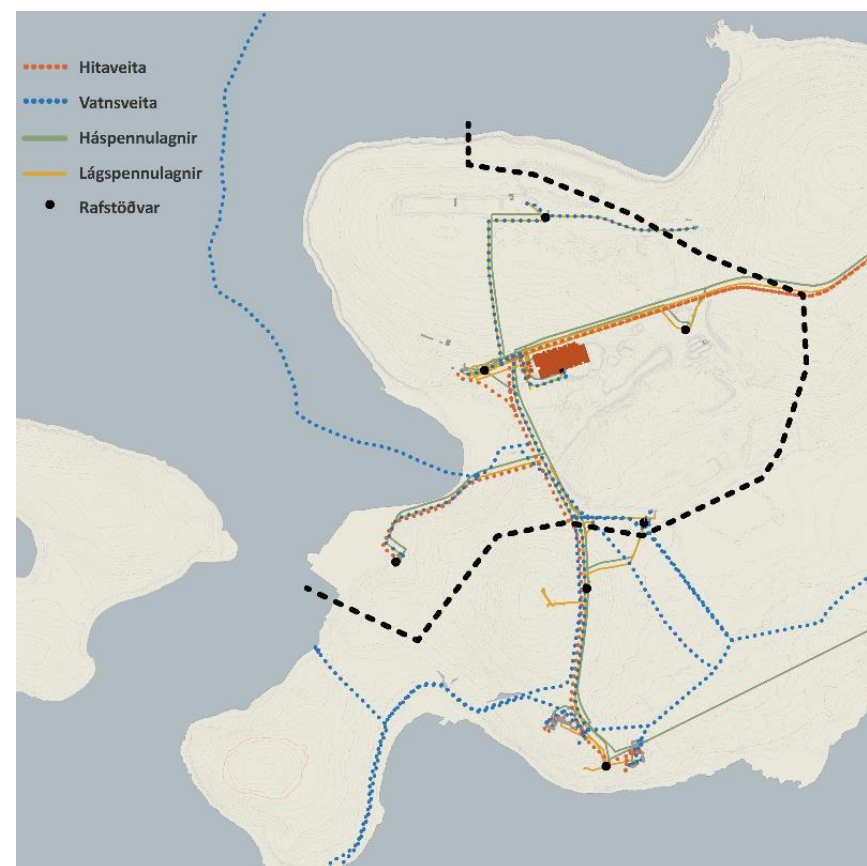 Hitaveita
Vatnsveita
Háspennulagnir
Lágspennulagnir
Rafstöðvar